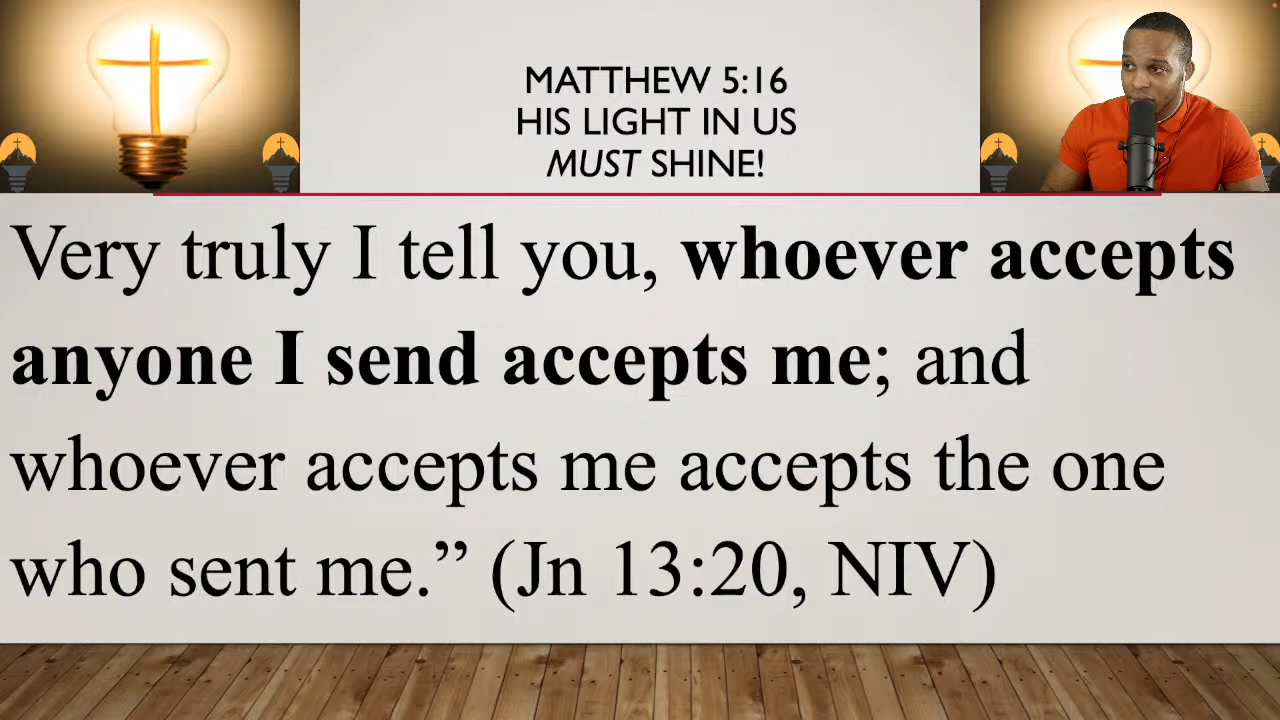 MATTHEW 5:16
HIS LIGHT IN US
MUST SHINE!
Very truly I tell you, whoever accepts
anyone I send accepts me; and
whoever accepts me accepts the one
who sent me.” (Jn 13:20, NIV)